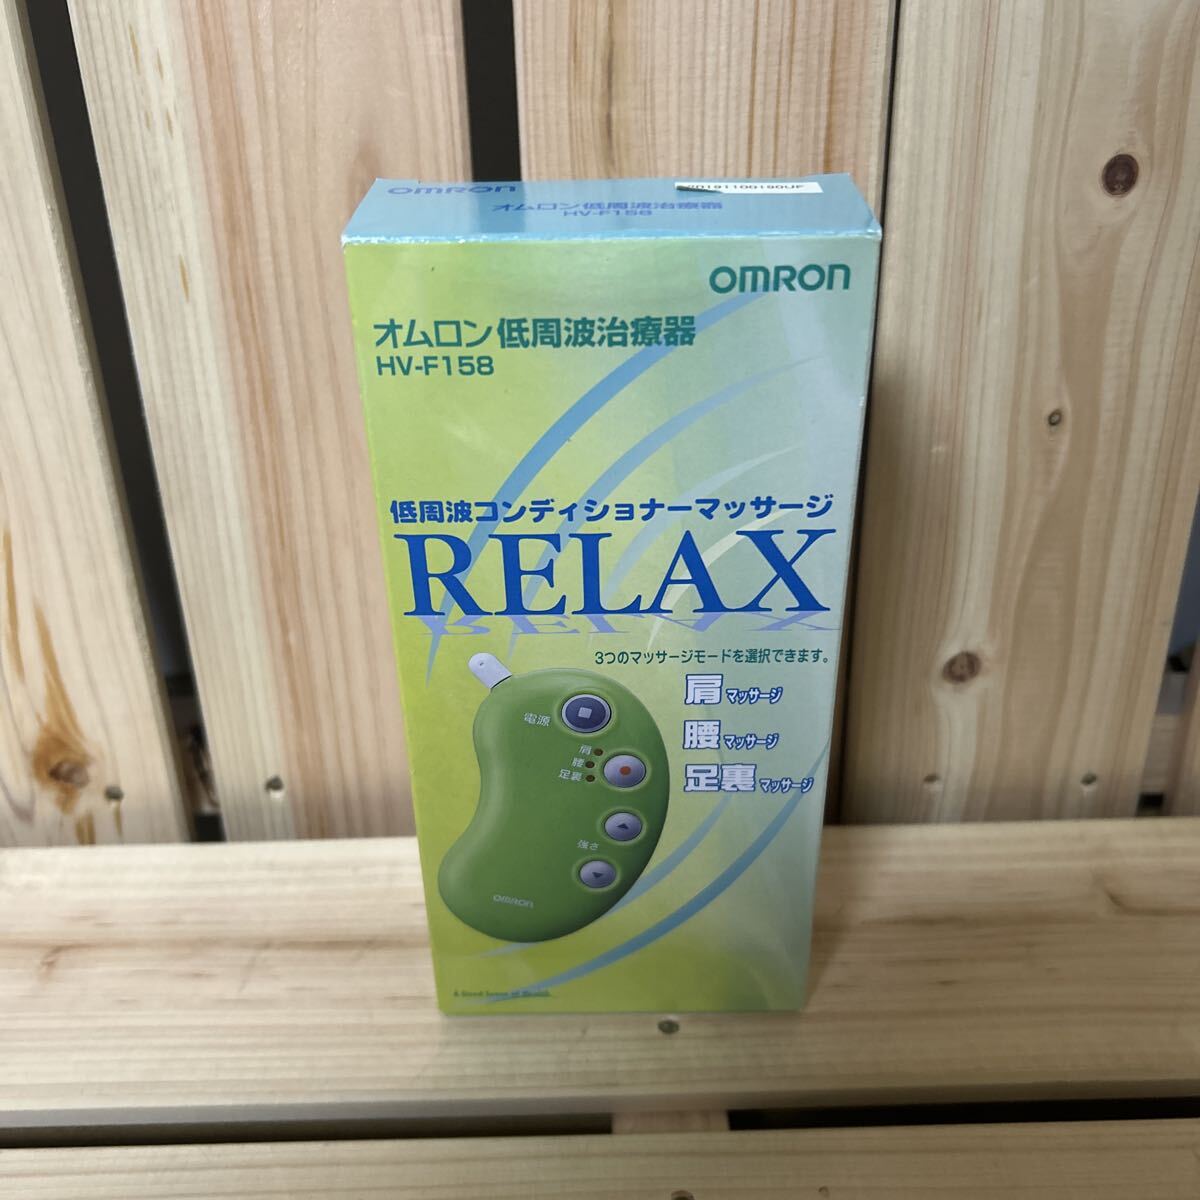 OMRON
オムロン低周波治療器
HV-F158
OMRON
オムロン低周波治療器
HV-F158
低周波コンディショナーマッサージ
RELAX
3つのマッサージモードを選択できます。
肩マッサージ
腰マッサージ
足裏マッサージ
電源
肩
腰
足裏
強さ
OMRON
A Good Sense of Health